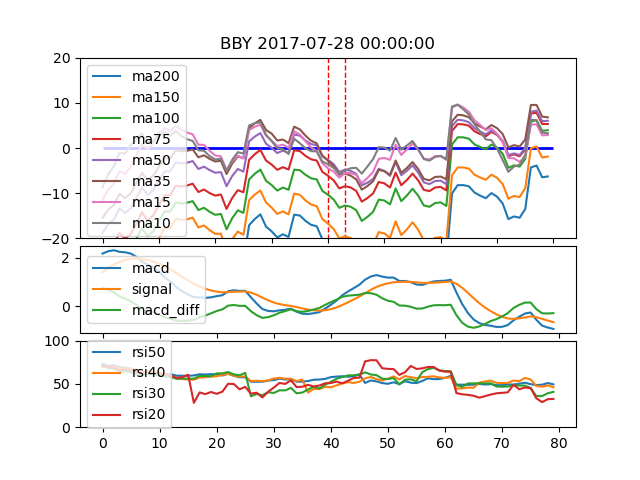 BBY 2017-07-28 00:00:00
20
10
0
−10
−20
ma200
ma150
ma100
ma75
ma50
ma35
ma15
ma10
2
0
macd
signal
macd_diff
100
50
0
rsi50
rsi40
rsi30
rsi20
0 10 20 30 40 50 60 70 80